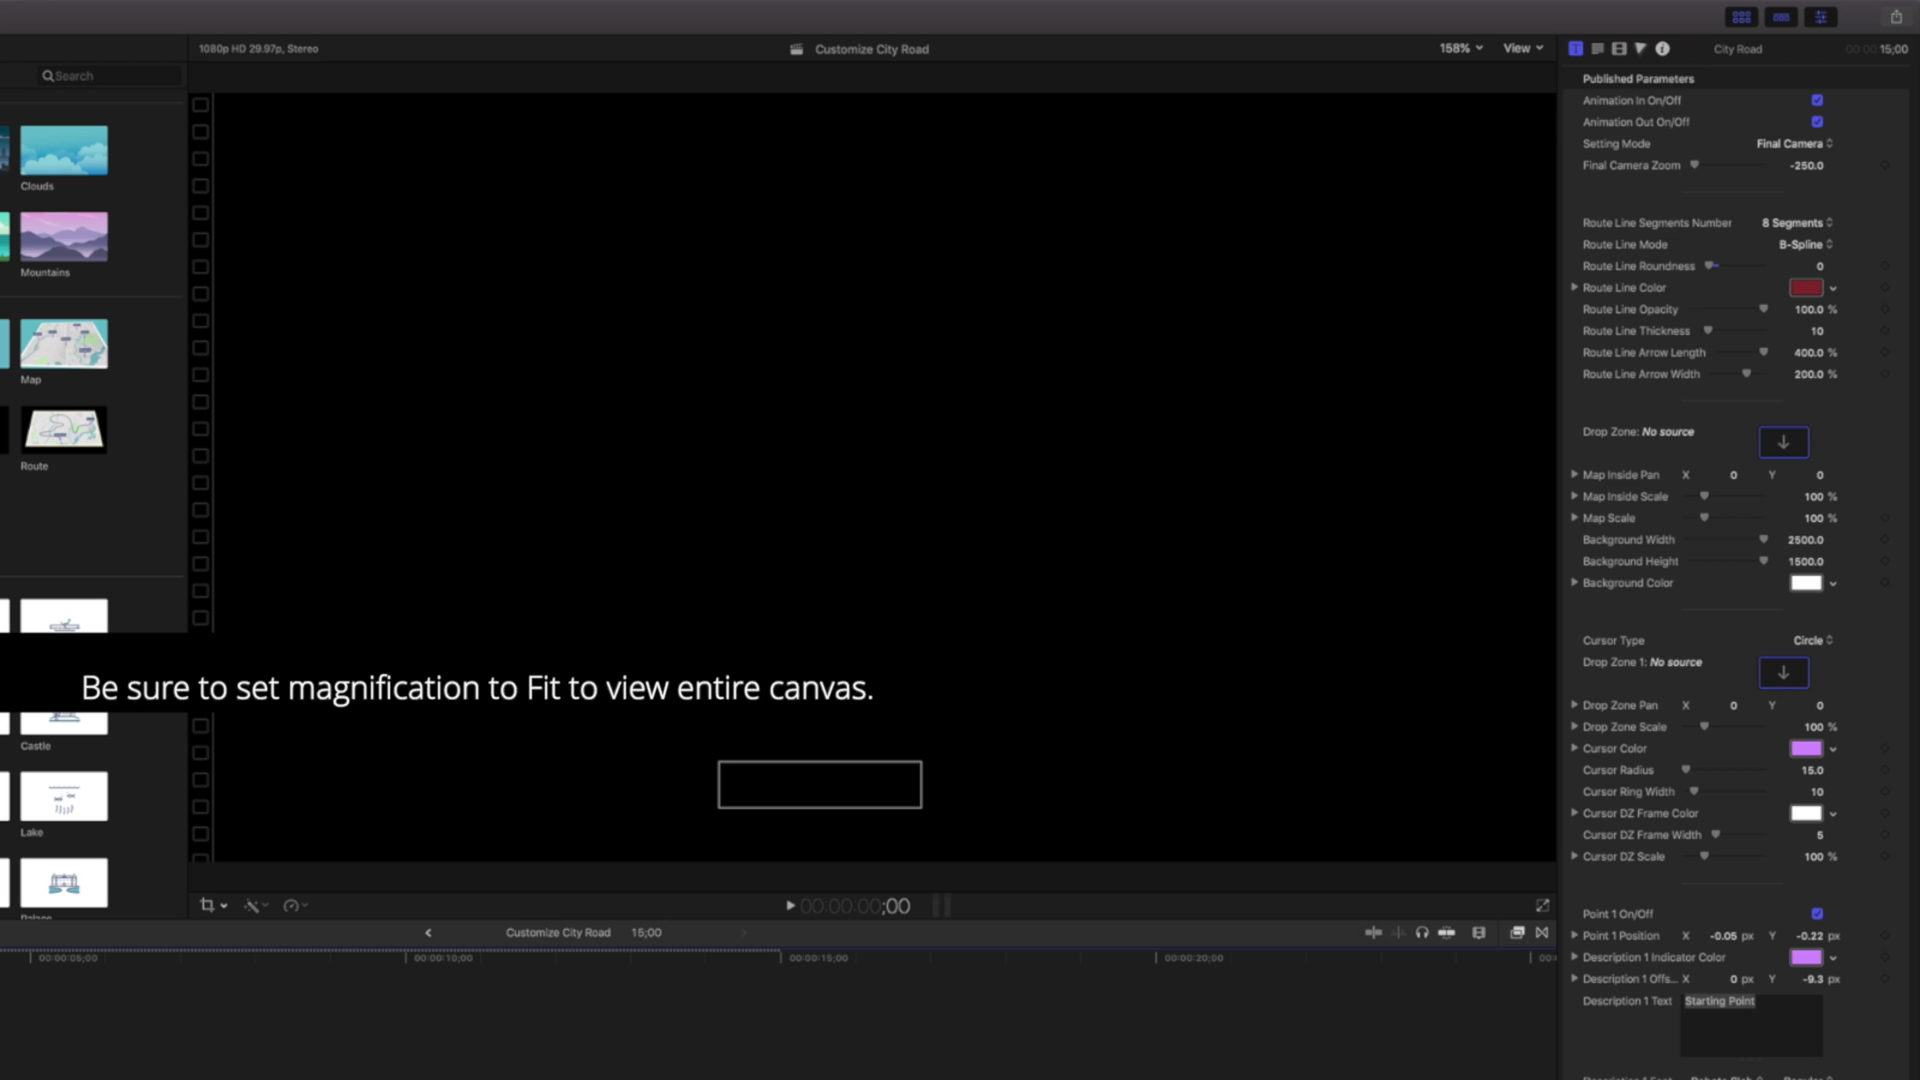 1080p HD 29.97p, Stereo
Customize City Road
158%
View
City Road
00:00 15;00
Search
Published Parameters
Animation In On/Off
Animation Out On/Off
Setting Mode
Final Camera
Final Camera Zoom
-250.0
Route Line Segments Number
8 Segments
Route Line Mode
B-Spline
Route Line Roundness
0
Route Line Color
Route Line Opacity
100.0 %
Route Line Thickness
10
Route Line Arrow Length
400.0 %
Route Line Arrow Width
200.0 %
Drop Zone: No source
Map Inside Pan X 0 Y 0
Map Inside Scale
100 %
Map Scale
100 %
Background Width
2500.0
Background Height
1500.0
Background Color
Cursor Type
Circle
Drop Zone 1: No source
Drop Zone Pan X 0 Y 0
Drop Zone Scale
100 %
Cursor Color
Cursor Radius
15.0
Cursor Ring Width
10
Cursor DZ Frame Color
Cursor DZ Frame Width
5
Cursor DZ Scale
100 %
Point 1 On/Off
Point 1 Position X -0.05 px Y -0.22 px
Description 1 Indicator Color
Description 1 Offs... X 0 px Y -9.3 px
Description 1 Text
Starting Point
Clouds
Mountains
Map
Route
Be sure to set magnification to Fit to view entire canvas.
Castle
Lake
00:00:00;00
Customize City Road
15;00
00:00:05;00
00:00:10;00
00:00:15;00
00:00:20;00